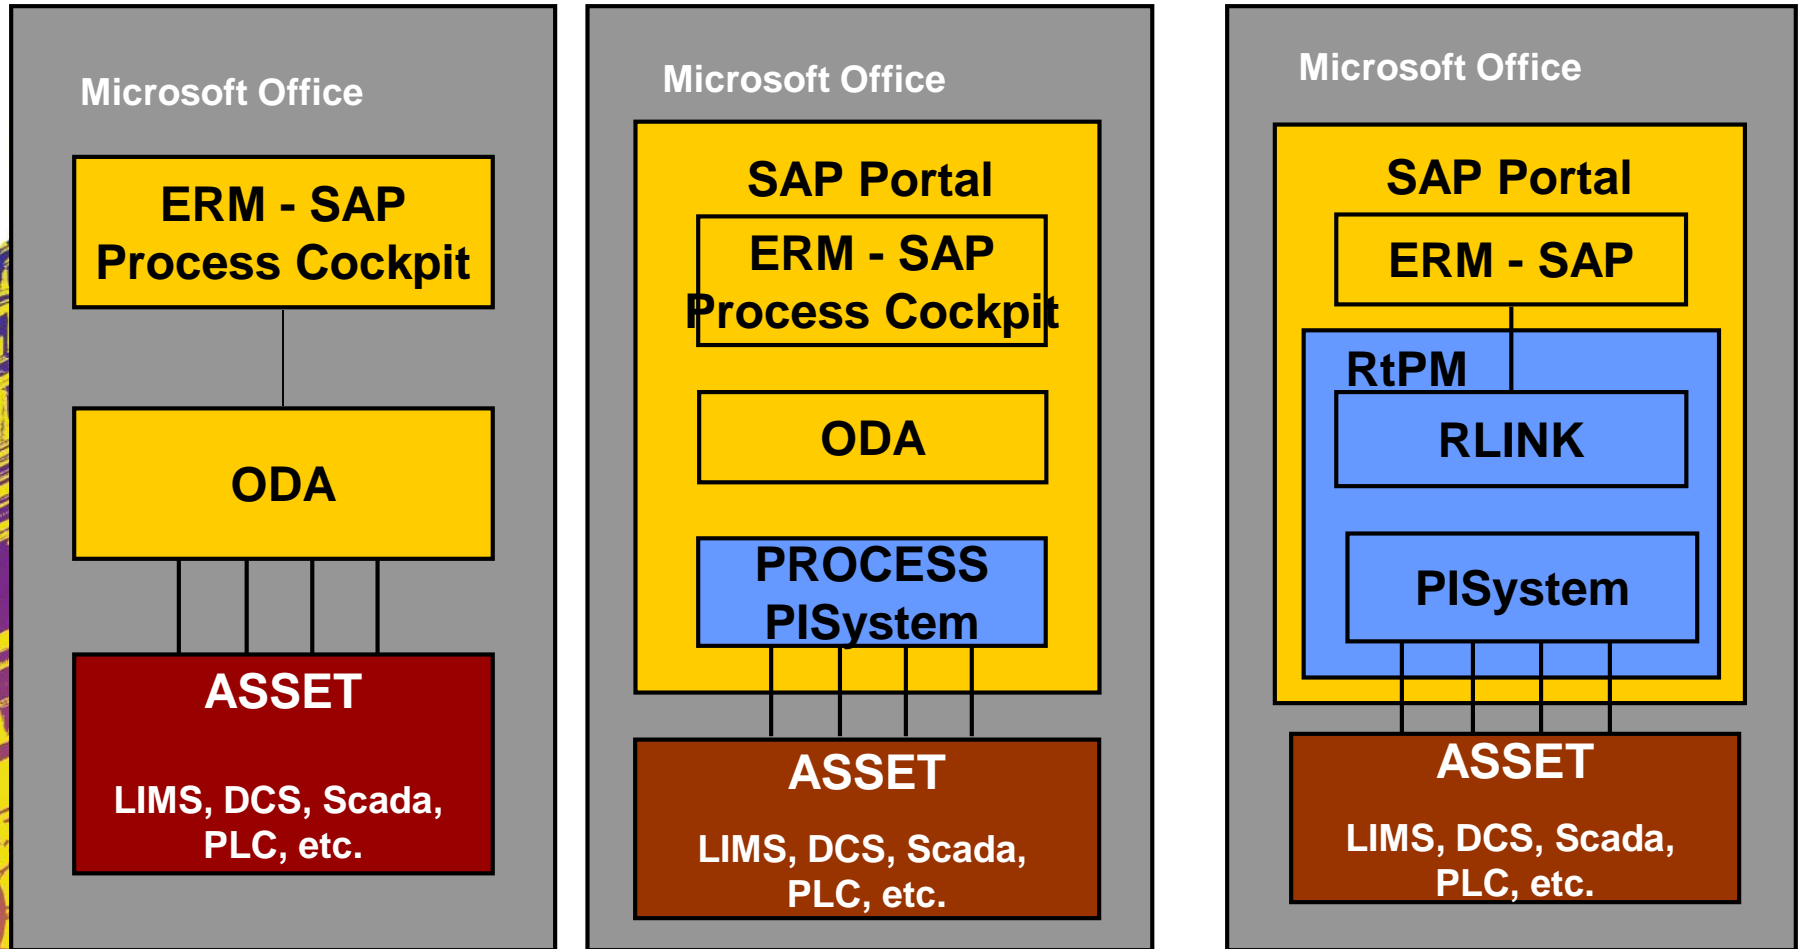 Microsoft Office
ERM - SAP
Process Cockpit
ODA
ASSET
LIMS, DCS, Scada,
PLC, etc.
Microsoft Office
SAP Portal
ERM - SAP
Process Cockpit
ODA
PROCESS
PISystem
ASSET
LIMS, DCS, Scada,
PLC, etc.
Microsoft Office
SAP Portal
ERM - SAP
RtPM
RLINK
PISystem
ASSET
LIMS, DCS, Scada,
PLC, etc.